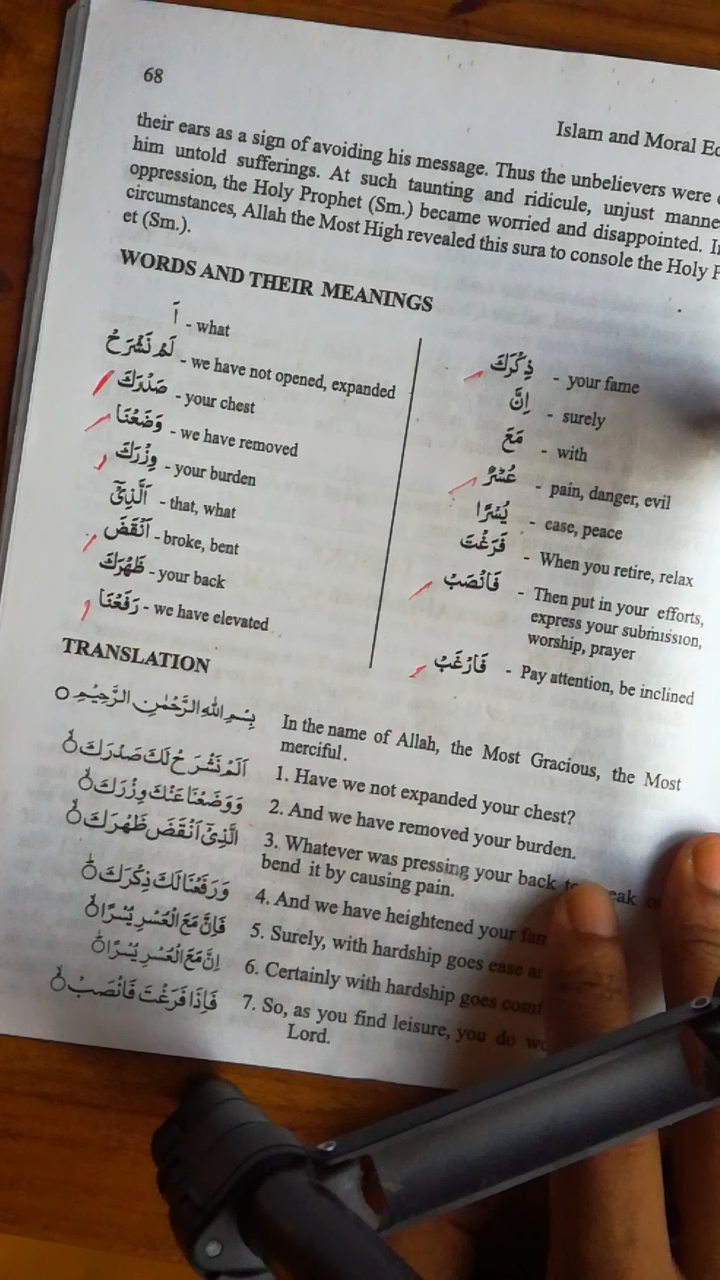 68
Islam and Moral
their ears as a sign of avoiding his message. Thus the unbelievers were
him untold sufferings. At such taunting and ridicule, unjust
oppression, the Holy Prophet (Sm.) became worried and disappointed.
circumstances, Allah the Most High revealed this sura to console the Holy
et (Sm.).
WORDS AND THEIR MEANINGS
اَ - what
لَمْ نَشْرَحْ - we have not opened, expanded
صَدْرَكَ - your chest
وَضَعْنَا - we have removed
وِزْرَكَ - your burden
اَلَّذِىْٓ - that, what
اَنْقَضَ - broke, bent
ظَهْرَكَ - your back
رَفَعْنَا - we have elevated
ذِكْرَكَ - your fame
اِنَّ - surely
مَعَ - with
عُسْرٌ - pain, danger, evil
يُسْرًا - case, peace
فَرَغْتَ - When you retire, relax
فَانْصَبْ - Then put in your efforts,
express your submission,
worship, prayer
فَارْغَبْ - Pay attention, be inclined
TRANSLATION
بِسْمِ اللهِ الرَّحْمٰنِ الرَّحِيْمِ ○ In the name of Allah, the Most Gracious, the Most
merciful.
اَلَمْ نَشْرَحْ لَكَ صَدْرَكَ 1. Have we not expanded your chest?
وَوَضَعْنَا عَنْكَ وِزْرَكَ 2. And we have removed your burden.
الَّذِىْٓ اَنْقَضَ ظَهْرَكَ 3. Whatever was pressing your back
bend it by causing pain.
وَرَفَعْنَا لَكَ ذِكْرَكَ 4. And we have heightened your
فَاِنَّ مَعَ الْعُسْرِ يُسْرًا 5. Surely, with hardship goes ease
اِنَّ مَعَ الْعُسْرِ يُسْرًا 6. Certainly with hardship goes
فَاِذَا فَرَغْتَ فَانْصَبْ 7. So, as you find leisure, you do
Lord.